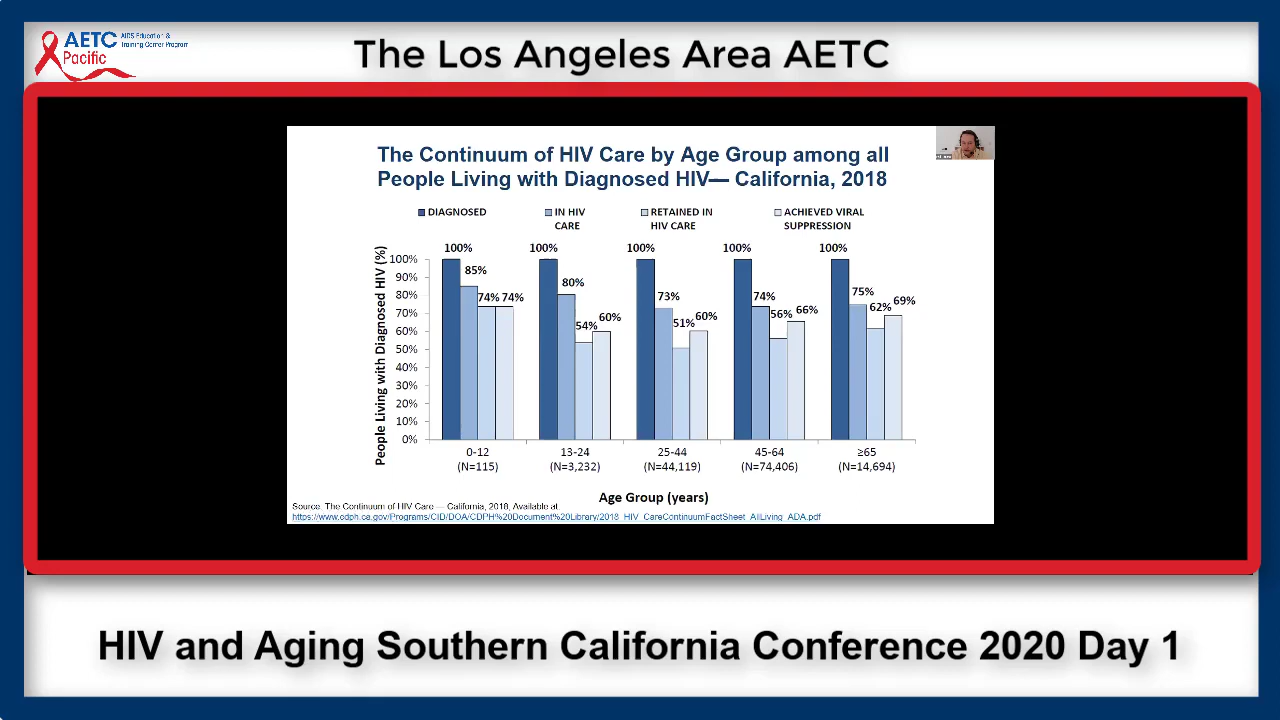 AETC AIDS Education &
Training Center Program
Pacific
The Los Angeles Area AETC
The Continuum of HIV Care by Age Group among all
People Living with Diagnosed HIV— California, 2018
DIAGNOSED
IN HIV
CARE
RETAINED IN
HIV CARE
ACHIEVED VIRAL
SUPPRESSION
People Living with Diagnosed HIV (%)
100%
90%
80%
70%
60%
50%
40%
30%
20%
10%
0%
100% 85% 74% 74%
100% 80% 54% 60%
100% 73% 51% 60%
100% 74% 56% 66%
100% 75% 62% 69%
0-12 13-24 25-44 45-64 ≥65
(N=115) (N=3,232) (N=44,119) (N=74,406) (N=14,694)
Age Group (years)
Source: The Continuum of HIV Care — California, 2018, Available at
https://www.cdph.ca.gov/Programs/CID/DOA/CDPH%20Document%20Library/2018_HIV_CareContinuumFactSheet_AllLiving_ADA.pdf
HIV and Aging Southern California Conference 2020 Day 1